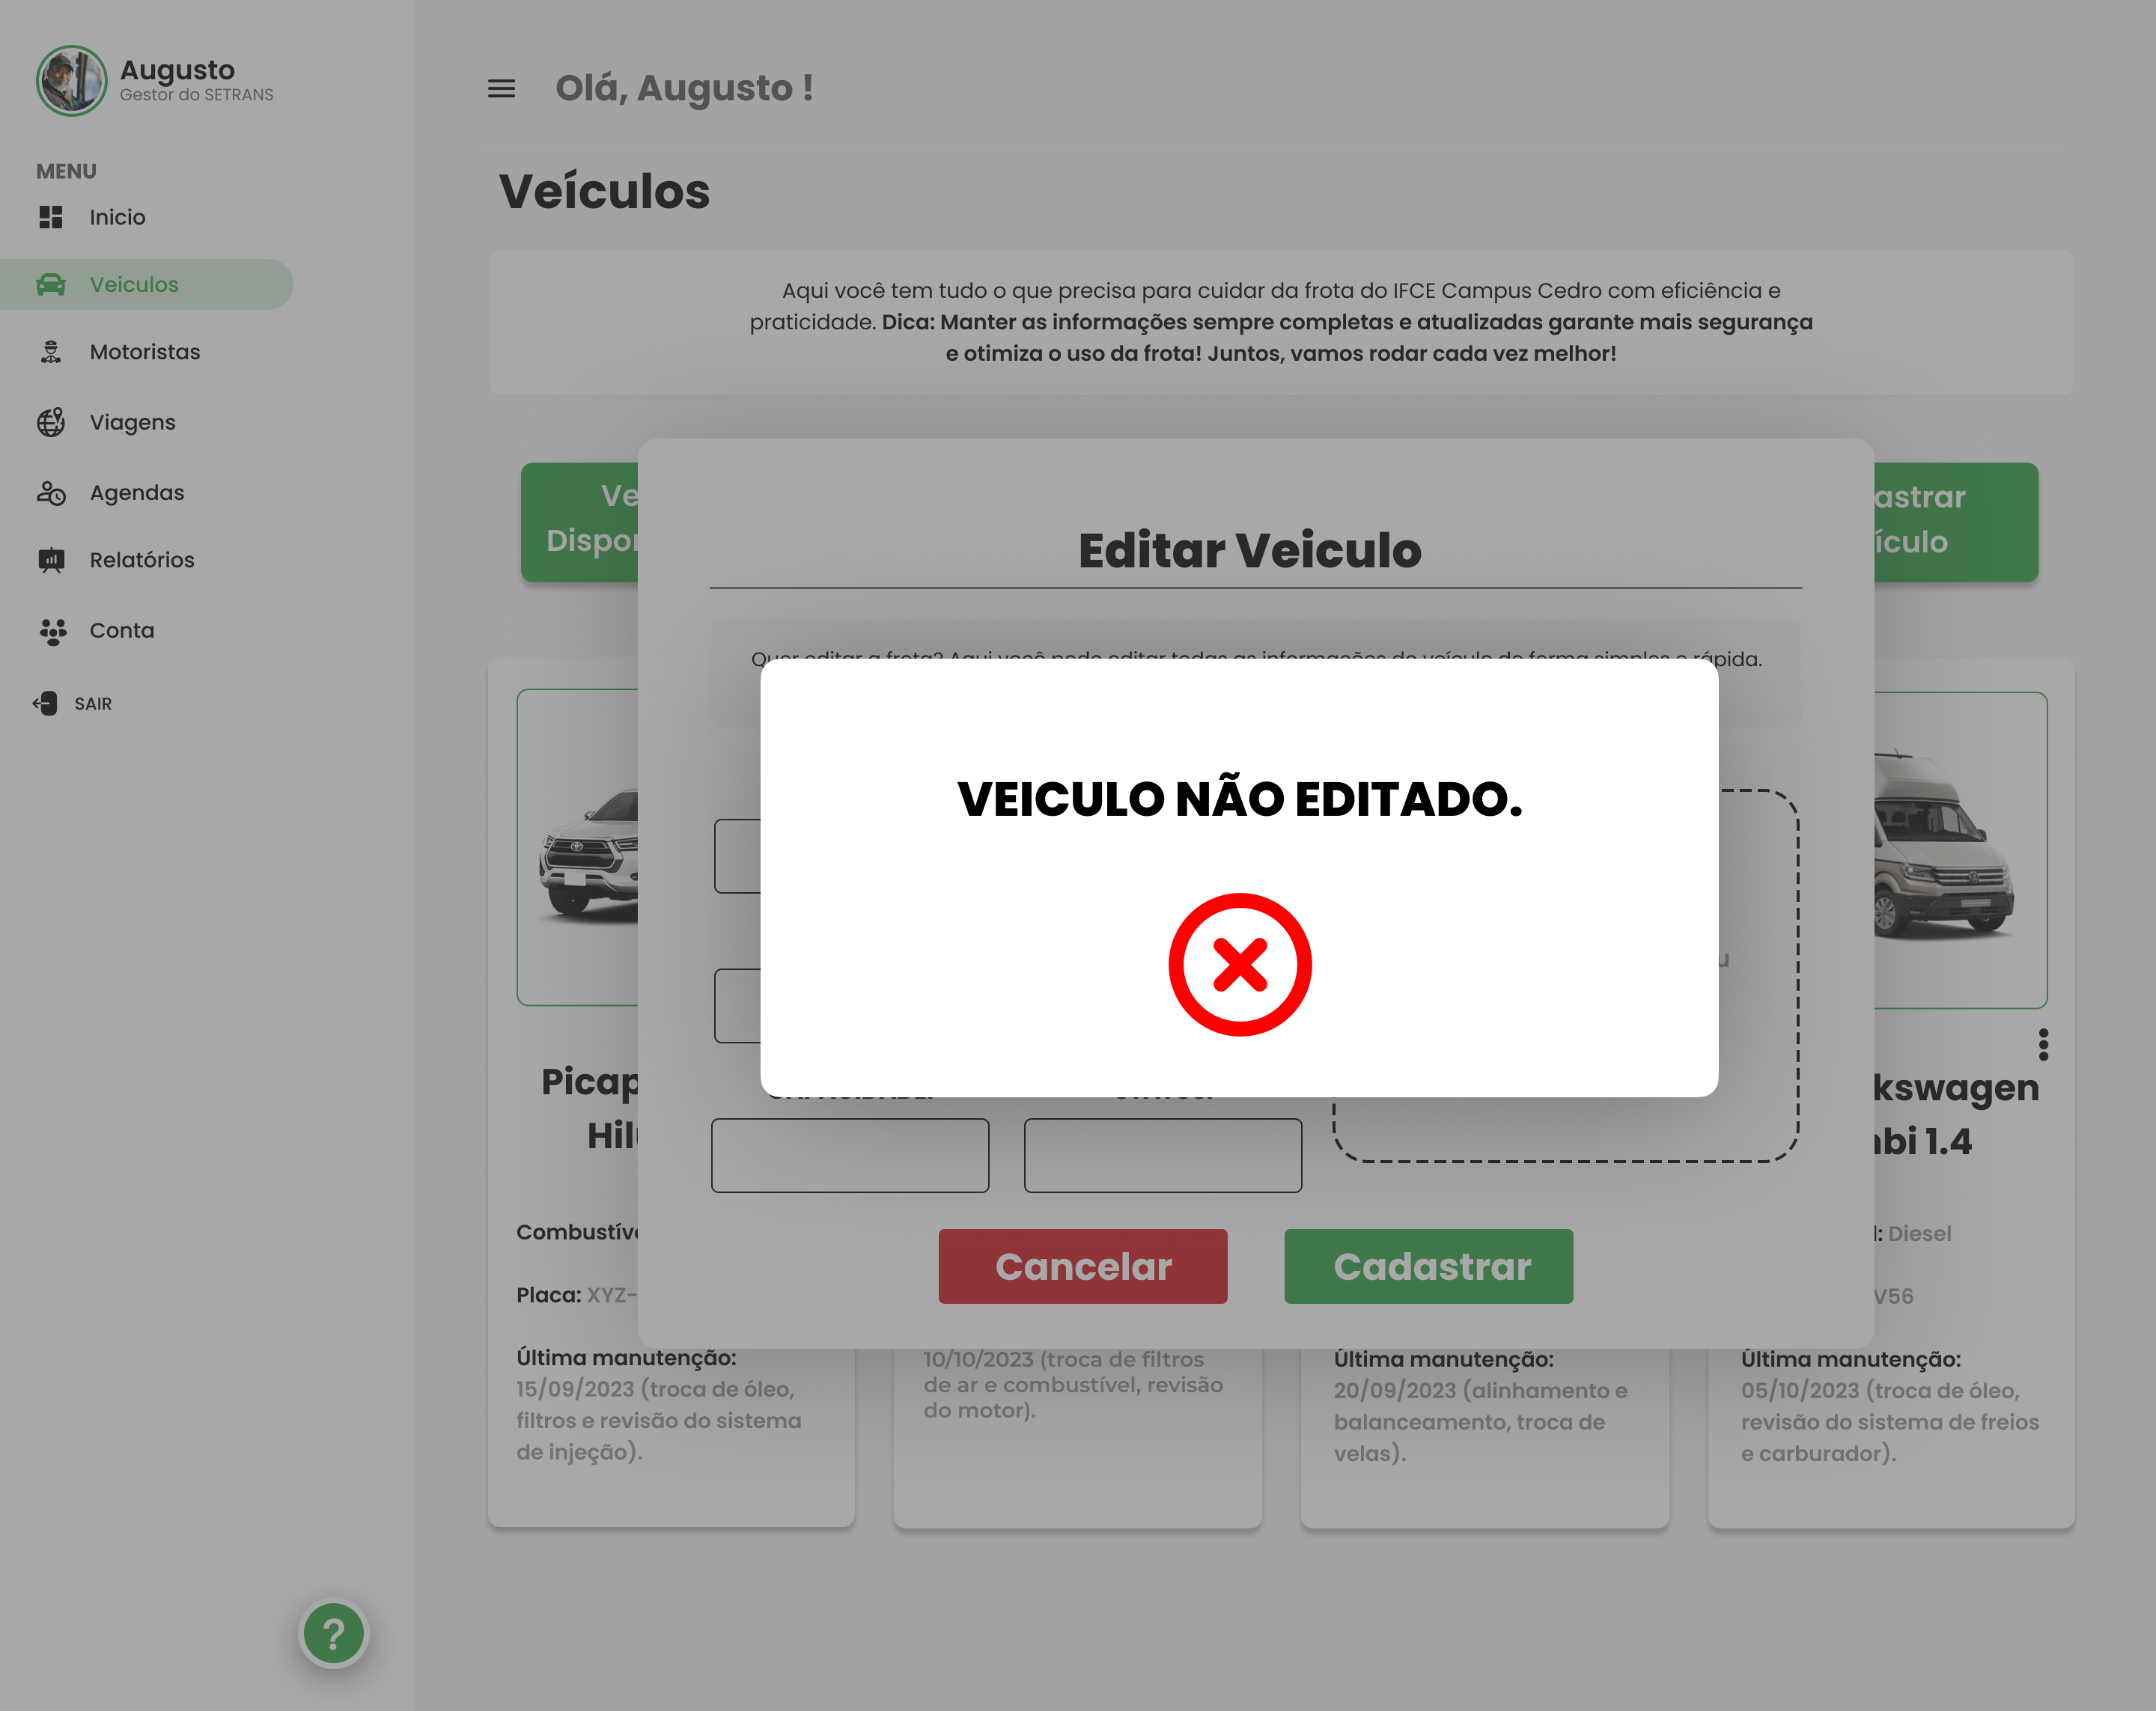 Augusto
Gestor do SETRANS
MENU
Inicio
Veiculos
Motoristas
Viagens
Agendas
Relatórios
Conta
SAIR
Olá, Augusto !
Veículos
Aqui você tem tudo o que precisa para cuidar da frota do IFCE Campus Cedro com eficiência e
praticidade. Dica: Manter as informações sempre completas e atualizadas garante mais segurança
e otimiza o uso da frota! Juntos, vamos rodar cada vez melhor!
Ve
Dispon
astrar
ículo
Editar Veiculo
Quer editar a frota? Aqui você pode editar todas as informações do veículo de forma simples e rápida.
VEICULO NÃO EDITADO.
u
Cancelar
Cadastrar
Picap
Hilu
Combustíve
Placa: XYZ-
Última manutenção:
15/09/2023 (troca de óleo,
filtros e revisão do sistema
de injeção).
10/10/2023 (troca de filtros
de ar e combustível, revisão
do motor).
Última manutenção:
20/09/2023 (alinhamento e
balanceamento, troca de
velas).
kswagen
bi 1.4
l: Diesel
V56
Última manutenção:
05/10/2023 (troca de óleo,
revisão do sistema de freios
e carburador).
?